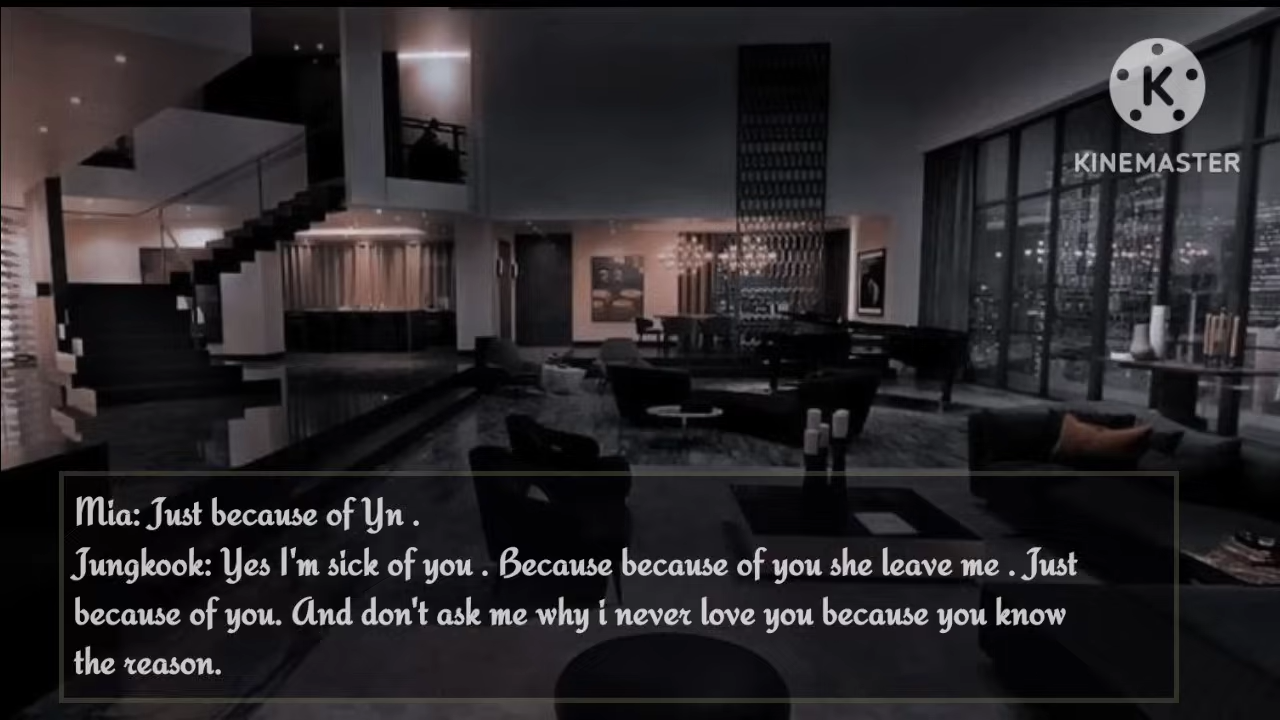 KINEMASTER
Mia: Just because of Yn .
Jungkook: Yes I'm sick of you . Because because of you she leave me . Just
because of you. And don't ask me why i never love you because you know
the reason.